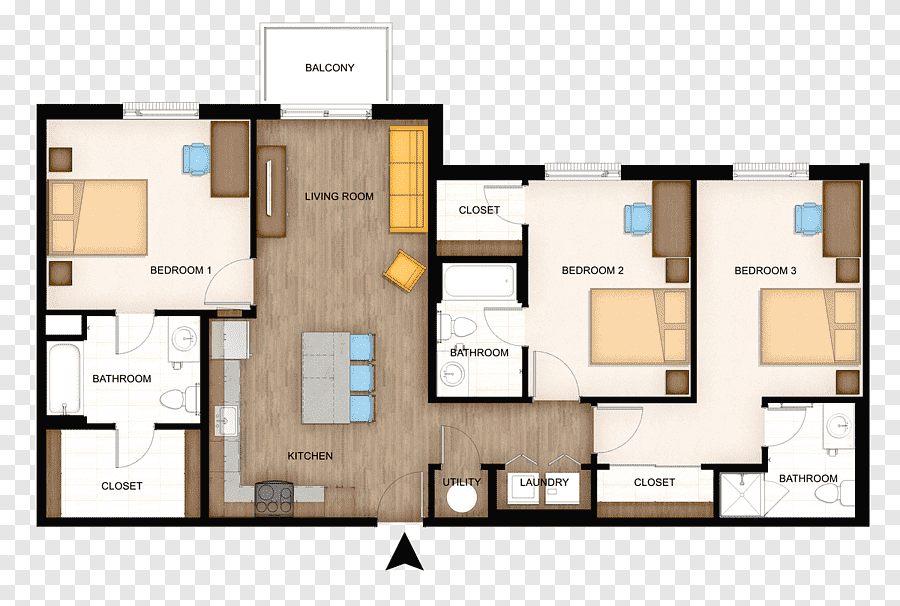 BALCONY
LIVING ROOM
CLOSET
BEDROOM 1
BEDROOM 2
BEDROOM 3
BATHROOM
BATHROOM
KITCHEN
CLOSET
UTILITY
LAUNDRY
CLOSET
BATHROOM